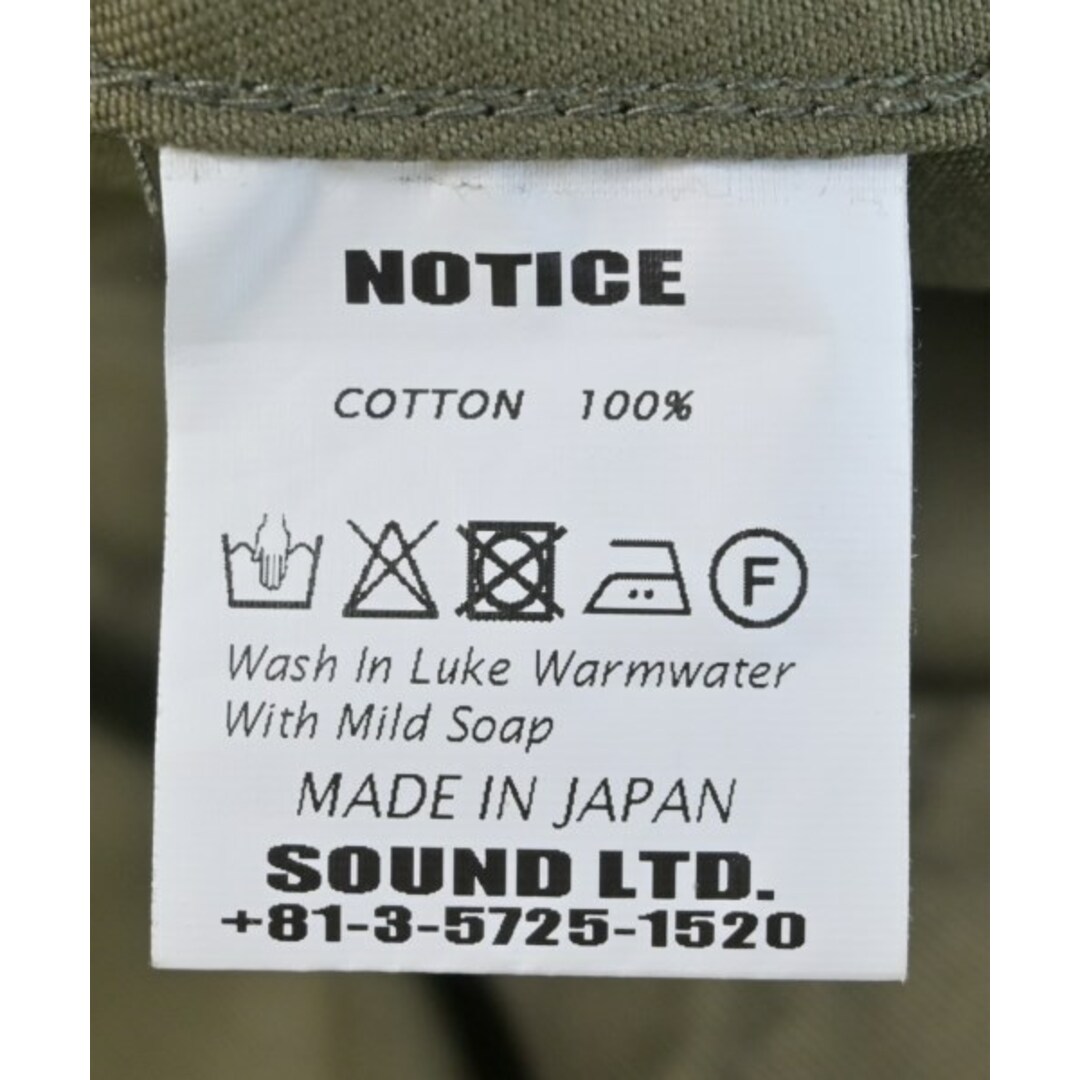 NOTICE
COTTON 100%
F
Wash In Luke Warmwater
With Mild Soap
MADE IN JAPAN
SOUND LTD.
+81-3-5725-1520